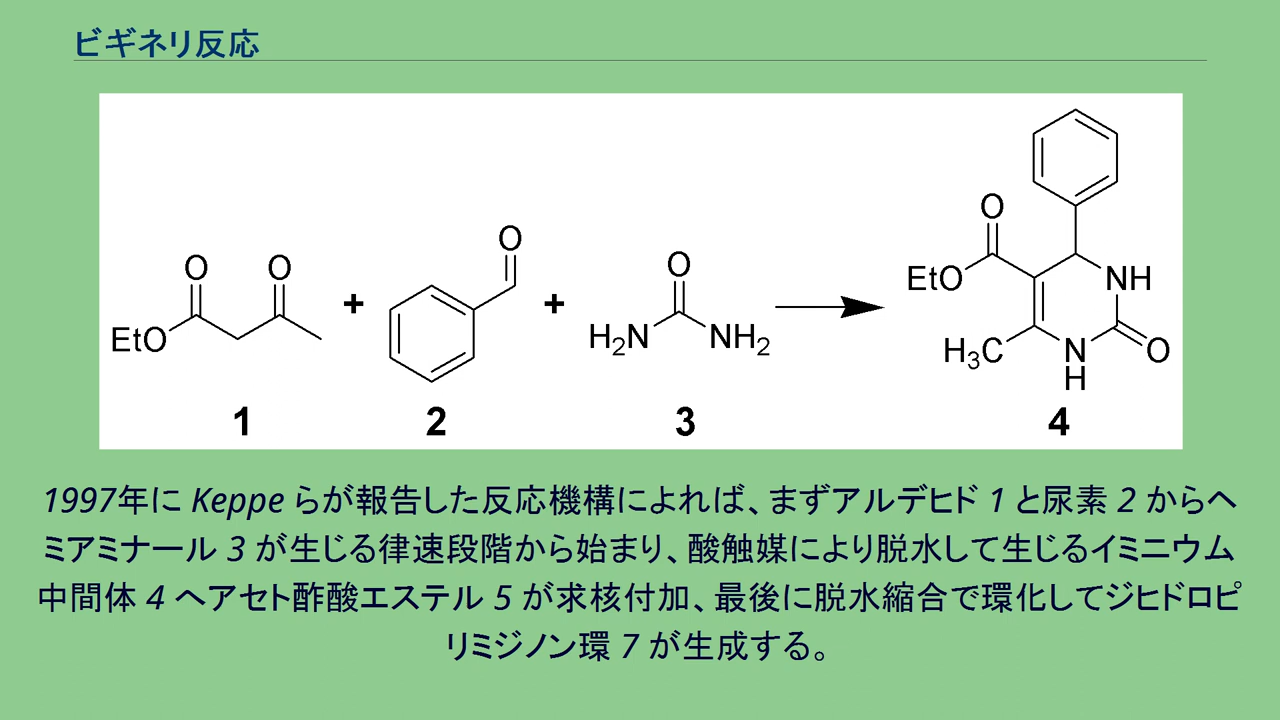 ビギネリ反応
O O O O O
EtO + + H2N NH2 EtO NH
H3C N H O
1 2 3 4
1997年に Keppe らが報告した反応機構によれば、まずアルデヒド 1 と尿素 2 からヘ
ミアミナール 3 が生じる律速段階から始まり、酸触媒により脱水して生じるイミニウム
中間体 4 へアセト酢酸エステル 5 が求核付加、最後に脱水縮合で環化してジヒドロピ
リミジノン環 7 が生成する。